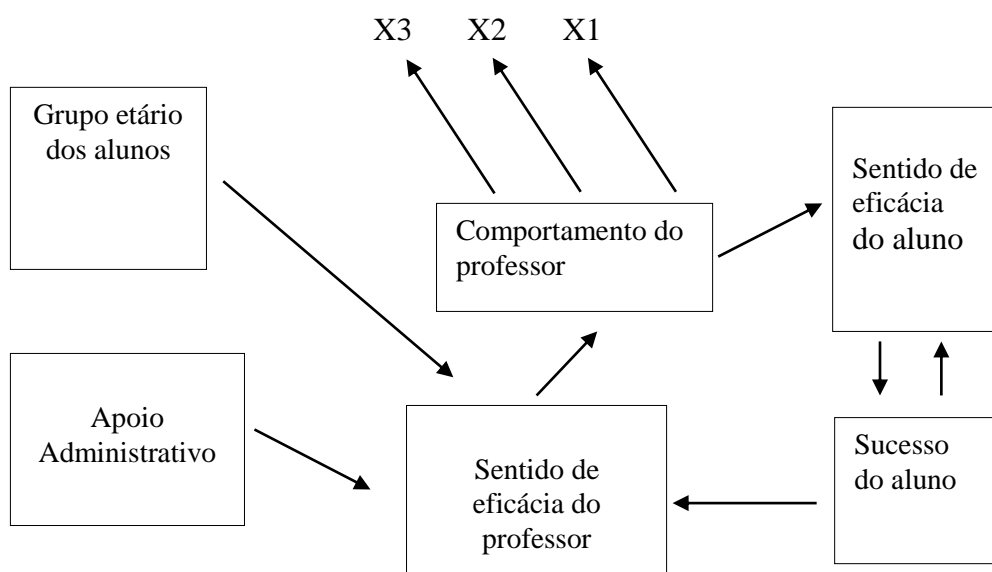 X3 X2 X1
Grupo etário
dos alunos
Comportamento do
professor
Sentido de
eficácia
do aluno
Apoio
Administrativo
Sentido de
eficácia do
professor
Sucesso
do aluno